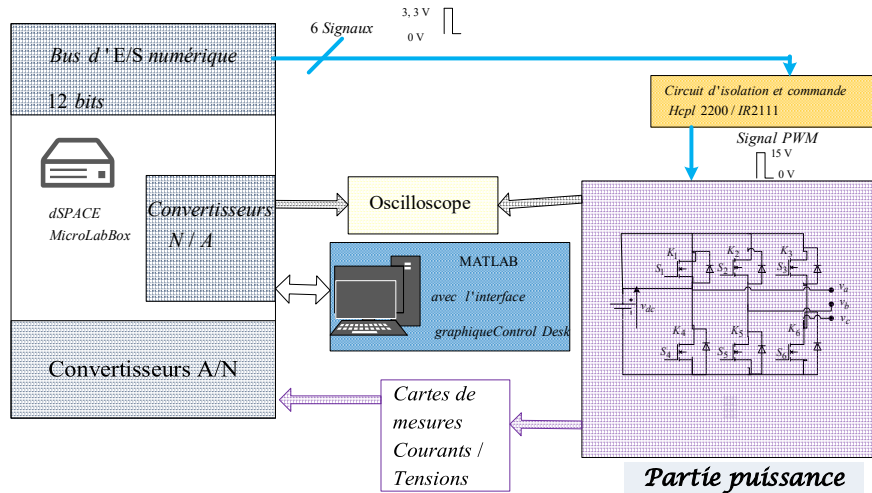 6 Signaux
3, 3 V
0 V
Bus d ' E/S numérique
12 bits
Circuit d'isolation et commande
Hcpl 2200 / IR2111
Signal PWM
15 V
0 V
dSPACE
MicroLabBox
Convertisseurs
N / A
Oscilloscope
MATLAB
avec l'interface
graphiqueControl Desk
K1
K2
K3
S1
S2
S3
va
vb
vc
vdc
K4
K5
K6
S4
S5
S6
Convertisseurs A/N
Cartes de
mesures
Courants /
Tensions
Partie puissance